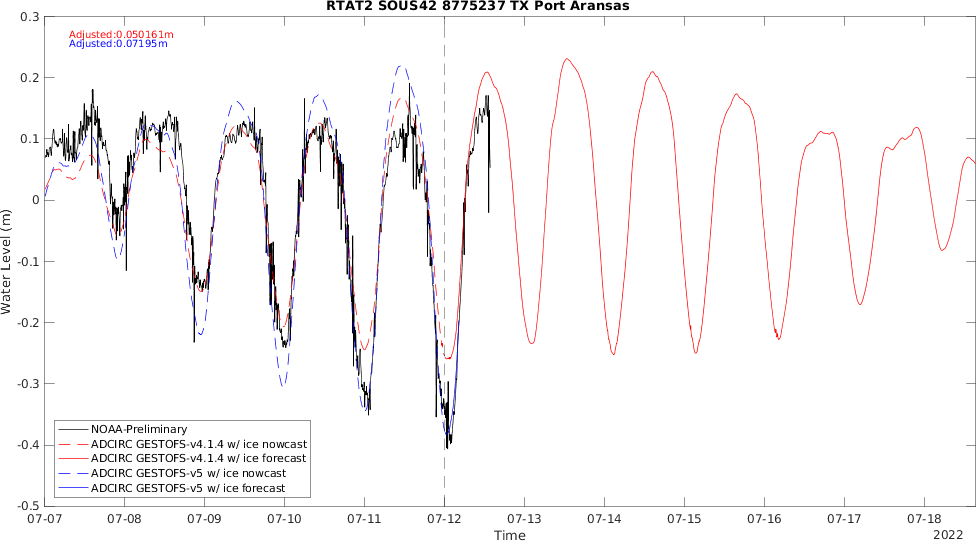 RTAT2 SOUS42 8775237 TX Port Aransas
Adjusted:0.050161m
Adjusted:0.07195m
0.3
0.2
0.1
0
-0.1
-0.2
-0.3
-0.4
-0.5
Water Level (m)
NOAA-Preliminary
ADCIRC GESTOFS-v4.1.4 w/ ice nowcast
ADCIRC GESTOFS-v4.1.4 w/ ice forecast
ADCIRC GESTOFS-v5 w/ ice nowcast
ADCIRC GESTOFS-v5 w/ ice forecast
07-07 07-08 07-09 07-10 07-11 07-12 07-13 07-14 07-15 07-16 07-17 07-18
Time
2022